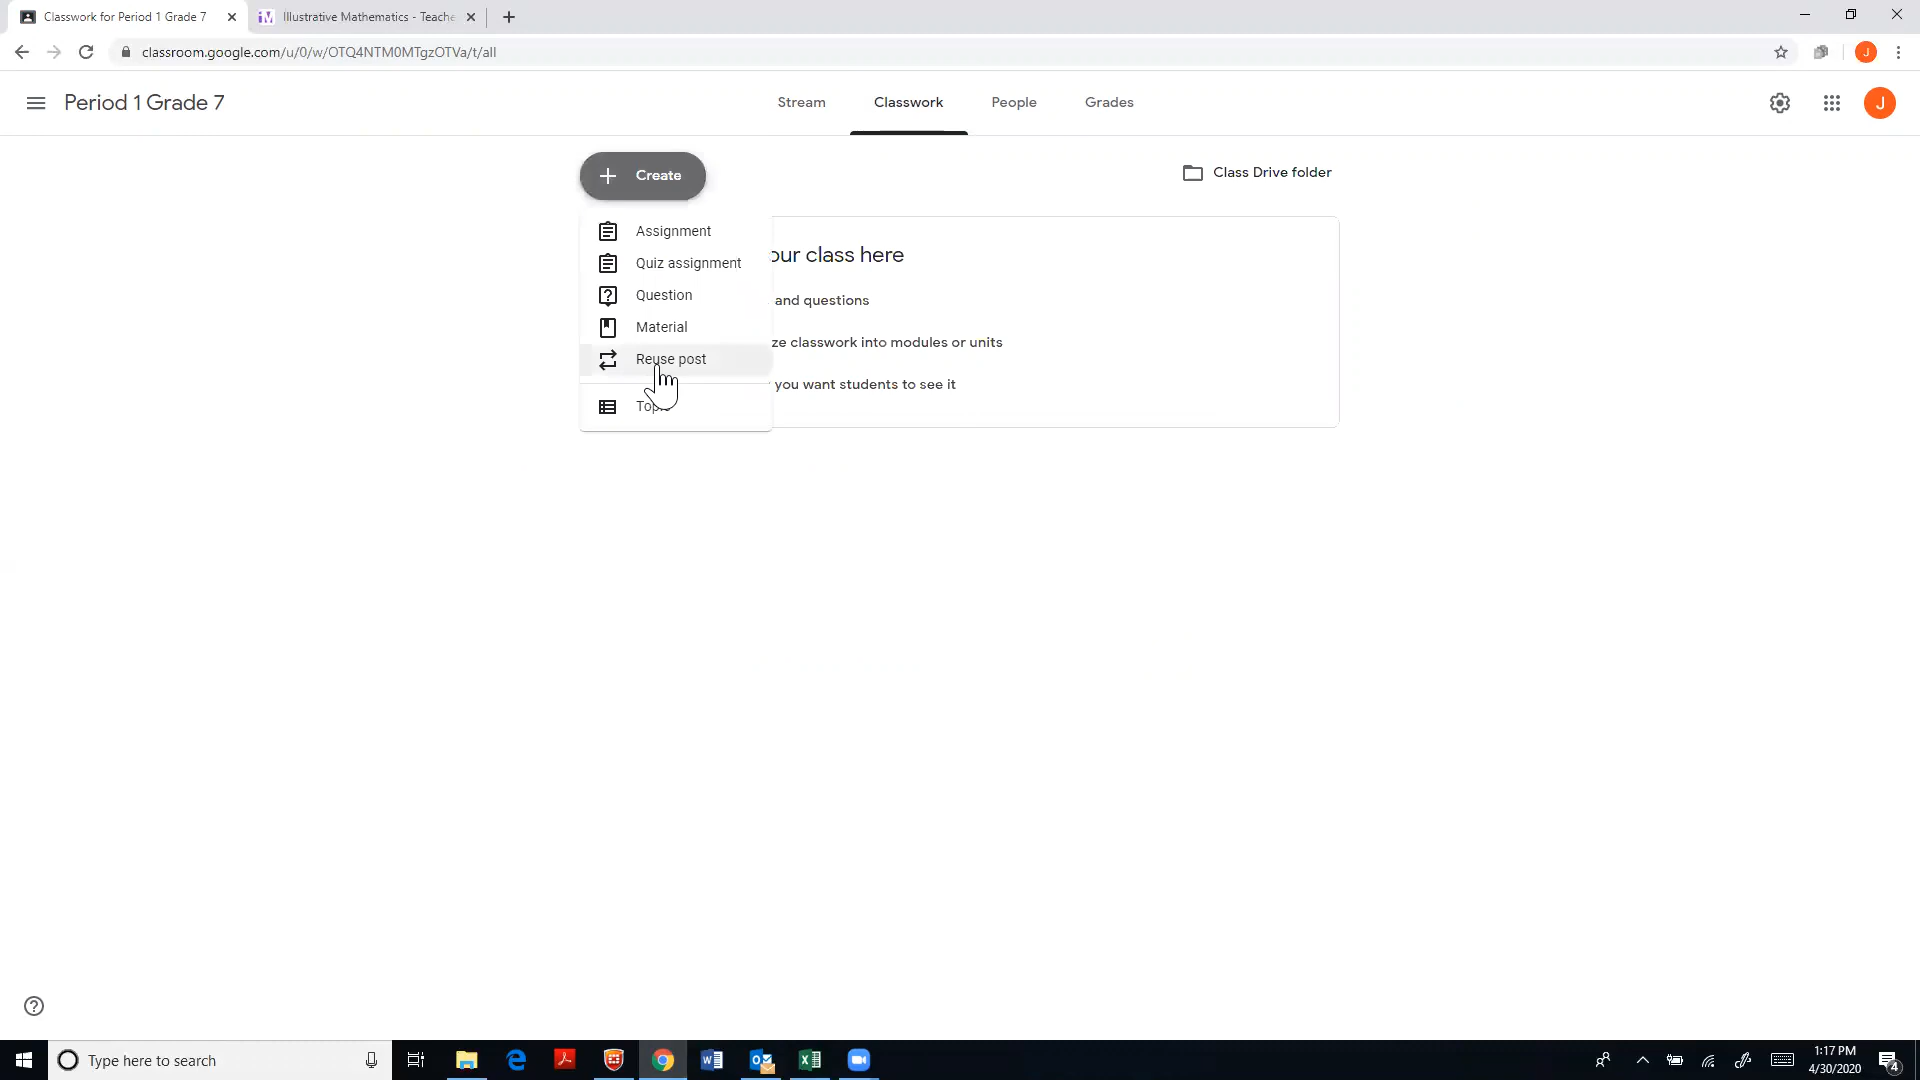 Classwork for Period 1 Grade 7
Illustrative Mathematics - Teache
classroom.google.com/u/0/w/OTQ4NTM0MTgzOTVa/t/all
J
Period 1 Grade 7
Stream
Classwork
People
Grades
J
Create
Class Drive folder
Assignment
Quiz assignment
Question
Material
Reuse post
our class here
and questions
ze classwork into modules or units
you want students to see it
Type here to search
1:17 PM
4/30/2020
4